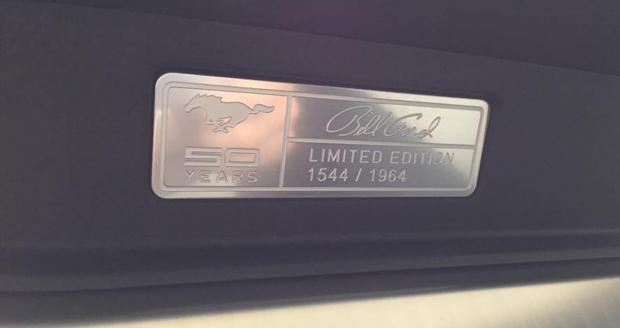 50
YEARS
Bill Ford
LIMITED EDITION
1544 / 1964